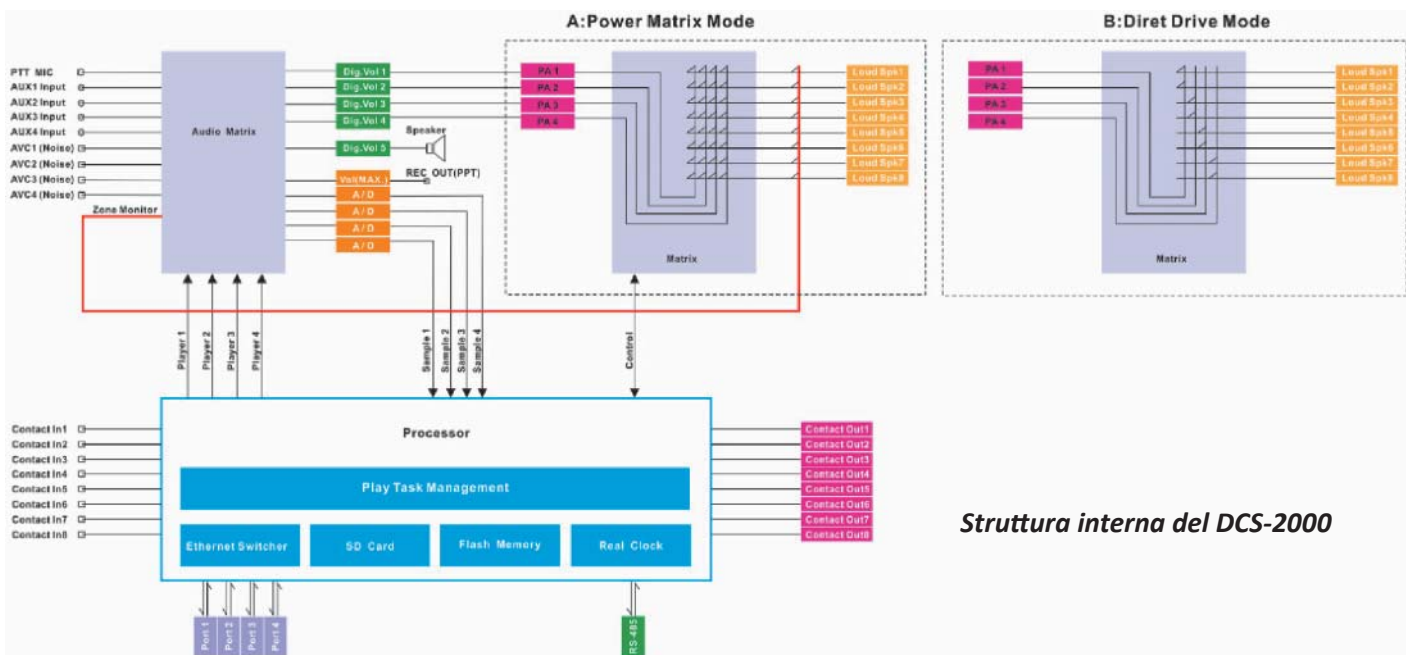 A:Power Matrix Mode
B:Diret Drive Mode
PTT MIC
AUX1 Input
AUX2 Input
AUX3 Input
AUX4 Input
AVC1 (Noise)
AVC2 (Noise)
AVC3 (Noise)
AVC4 (Noise)
Zone Monitor
Audio Matrix
Dig.Vol 1
Dig.Vol 2
Dig.Vol 3
Dig.Vol 4
Dig.Vol 5
Speaker
Vol(MAX.)
REC_OUT(PPT)
A/D
A/D
A/D
A/D
PA 1
PA 2
PA 3
PA 4
Matrix
Loud Spk1
Loud Spk2
Loud Spk3
Loud Spk4
Loud Spk5
Loud Spk6
Loud Spk7
Loud Spk8
PA 1
PA 2
PA 3
PA 4
Matrix
Loud Spk1
Loud Spk2
Loud Spk3
Loud Spk4
Loud Spk5
Loud Spk6
Loud Spk7
Loud Spk8
Player 1
Player 2
Player 3
Player 4
Sample 1
Sample 2
Sample 3
Sample 4
Control
Contact In1
Contact In2
Contact In3
Contact In4
Contact In5
Contact In6
Contact In7
Contact In8
Processor
Play Task Management
Ethernet Switcher
SD Card
Flash Memory
Real Clock
Contact Out1
Contact Out2
Contact Out3
Contact Out4
Contact Out5
Contact Out6
Contact Out7
Contact Out8
Struttura interna del DCS-2000
Port 1
Port 2
Port 3
Port 4
RS-485